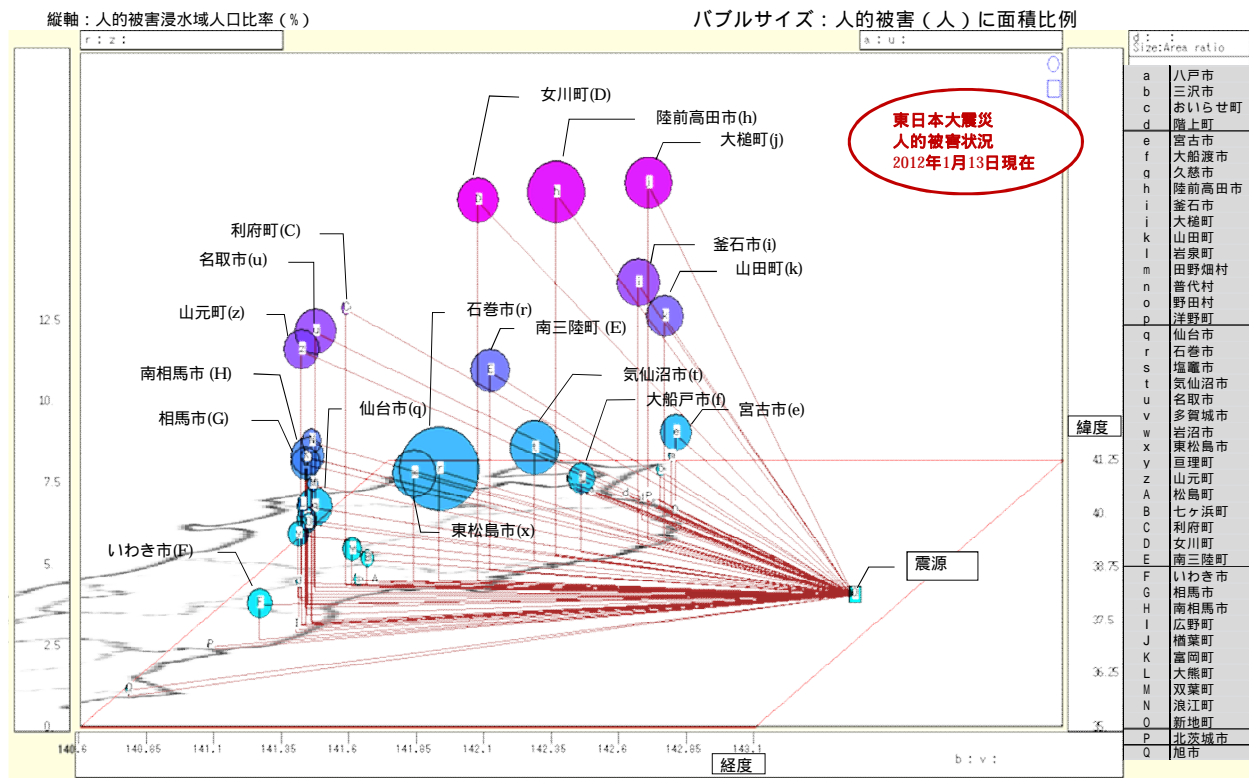 縦軸：人的被害浸水域人口比率（%）
バブルサイズ：人的被害（人）に面積比例
r : z :
a : u :
d : :
Size:Area ratio
東日本大震災
人的被害状況
2012年1月13日現在
女川町(D)
陸前高田市(h)
大槌町(j)
利府町(C)
名取市(u)
釜石市(i)
山田町(k)
山元町(z)
石巻市(r)
南三陸町 (E)
南相馬市 (H)
気仙沼市(t)
相馬市(G)
仙台市(q)
大船戸市(f)
宮古市(e)
東松島市(x)
いわき市(F)
震源
12.5
10
7.5
5
2.5
0
緯度
41.25
40
38.75
37.5
36.25
35
140.6
140.85
141.1
141.35
141.6
141.85
142.1
142.35
142.6
142.85
143.1
経度
b : v :
a 八戸市
b 三沢市
c おいらせ町
d 階上町
e 宮古市
f 大船渡市
g 久慈市
h 陸前高田市
i 釜石市
j 大槌町
k 山田町
l 岩泉町
m 田野畑村
n 普代村
o 野田村
p 洋野町
q 仙台市
r 石巻市
s 塩竈市
t 気仙沼市
u 名取市
v 多賀城市
w 岩沼市
x 東松島市
y 亘理町
z 山元町
A 松島町
B 七ヶ浜町
C 利府町
D 女川町
E 南三陸町
F いわき市
G 相馬市
H 南相馬市
I 広野町
J 楢葉町
K 富岡町
L 大熊町
M 双葉町
N 浪江町
O 新地町
P 北茨城市
Q 旭市